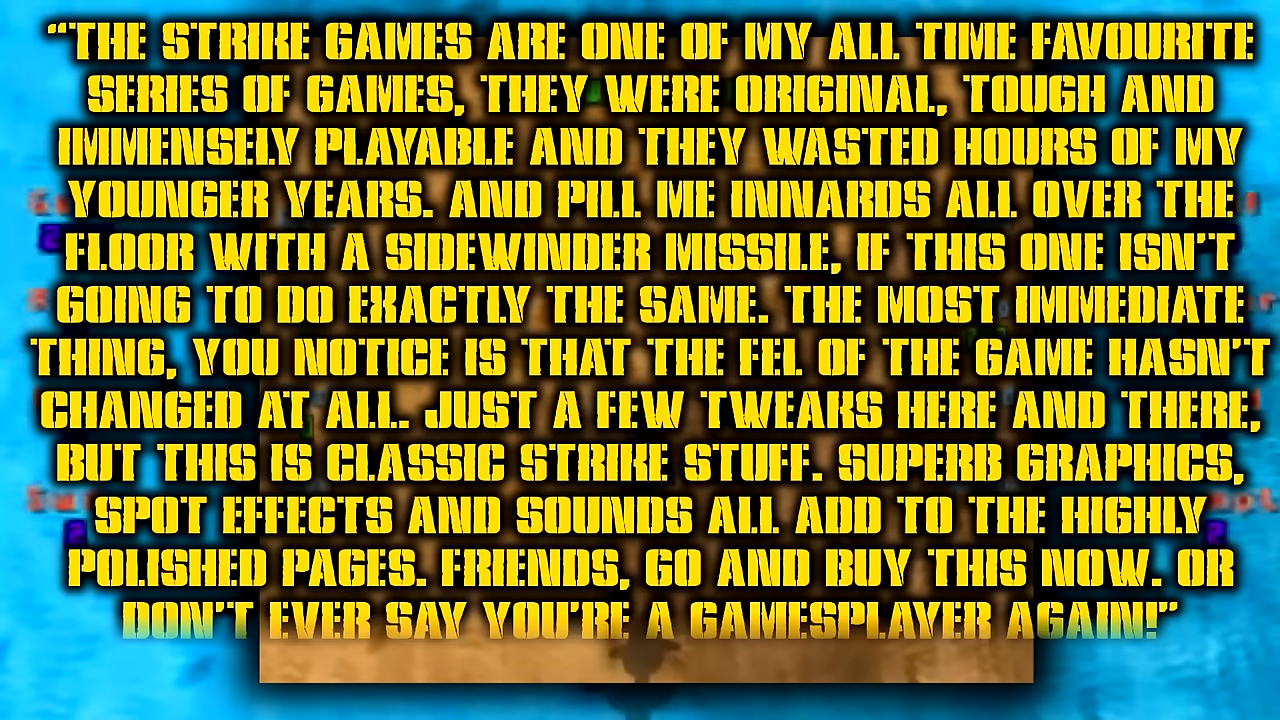 “THE STRIKE GAMES ARE ONE OF MY ALL TIME FAVOURITE
SERIES OF GAMES, THEY WERE ORIGINAL, TOUGH AND
IMMENSELY PLAYABLE AND THEY WASTED HOURS OF MY
YOUNGER YEARS. AND PILL ME INNARDS ALL OVER THE
FLOOR WITH A SIDEWINDER MISSILE, IF THIS ONE ISN’T
GOING TO DO EXACTLY THE SAME. THE MOST IMMEDIATE
THING, YOU NOTICE IS THAT THE FEL OF THE GAME HASN’T
CHANGED AT ALL. JUST A FEW TWEAKS HERE AND THERE,
BUT THIS IS CLASSIC STRIKE STUFF. SUPERB GRAPHICS,
SPOT EFFECTS AND SOUNDS ALL ADD TO THE HIGHLY
POLISHED PAGES. FRIENDS, GO AND BUY THIS NOW. OR
DON’T EVER SAY YOU’RE A GAMESPLAYER AGAIN!”